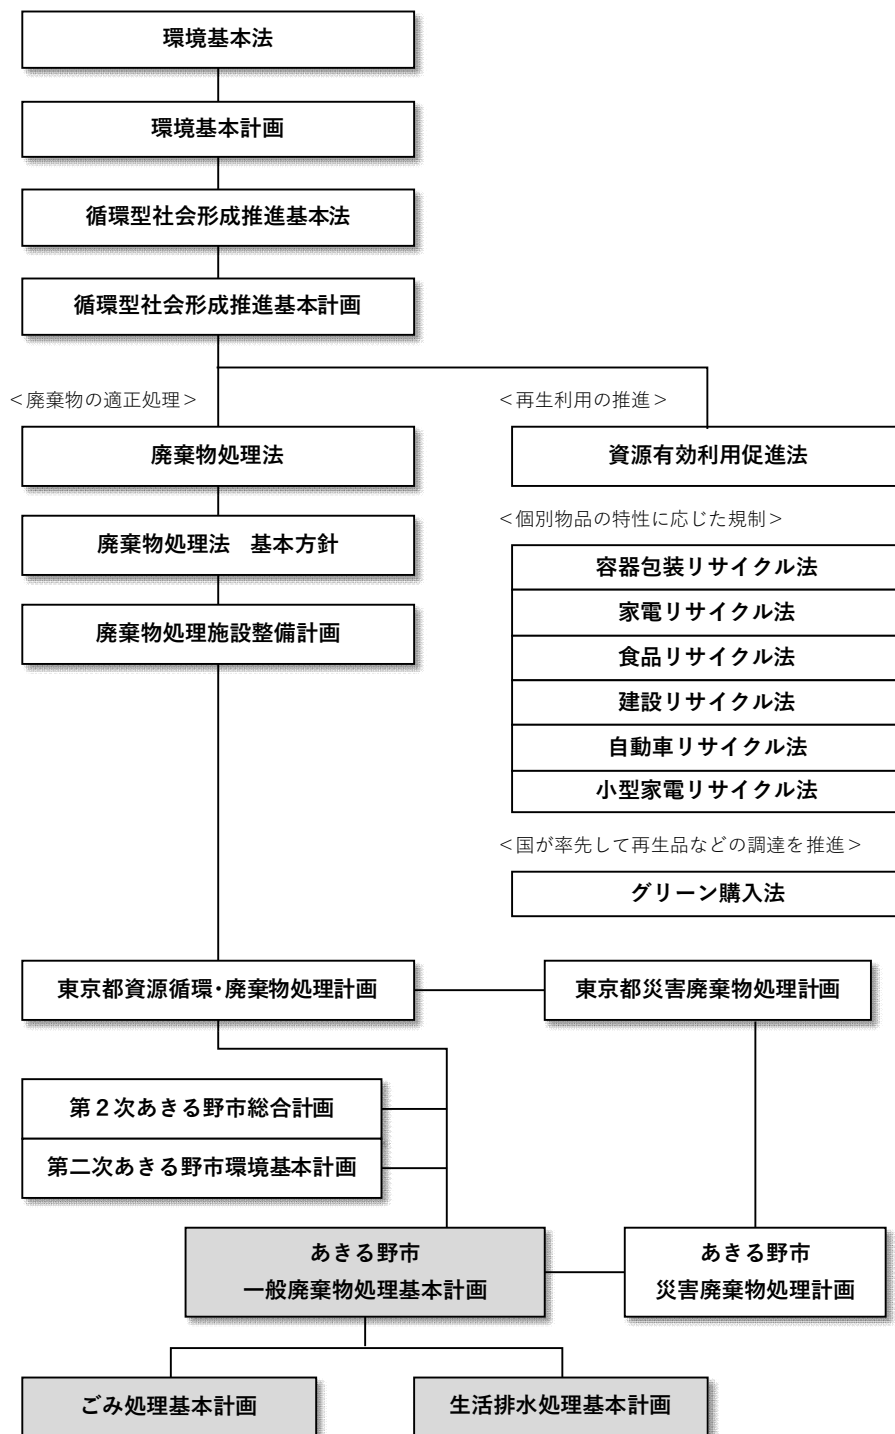 環境基本法
環境基本計画
循環型社会形成推進基本法
循環型社会形成推進基本計画
＜廃棄物の適正処理＞
廃棄物処理法
廃棄物処理法　基本方針
廃棄物処理施設整備計画
＜再生利用の推進＞
資源有効利用促進法
＜個別物品の特性に応じた規制＞
容器包装リサイクル法
家電リサイクル法
食品リサイクル法
建設リサイクル法
自動車リサイクル法
小型家電リサイクル法
＜国が率先して再生品などの調達を推進＞
グリーン購入法
東京都資源循環・廃棄物処理計画
東京都災害廃棄物処理計画
第２次あきる野市総合計画
第二次あきる野市環境基本計画
あきる野市
一般廃棄物処理基本計画
あきる野市
災害廃棄物処理計画
ごみ処理基本計画
生活排水処理基本計画